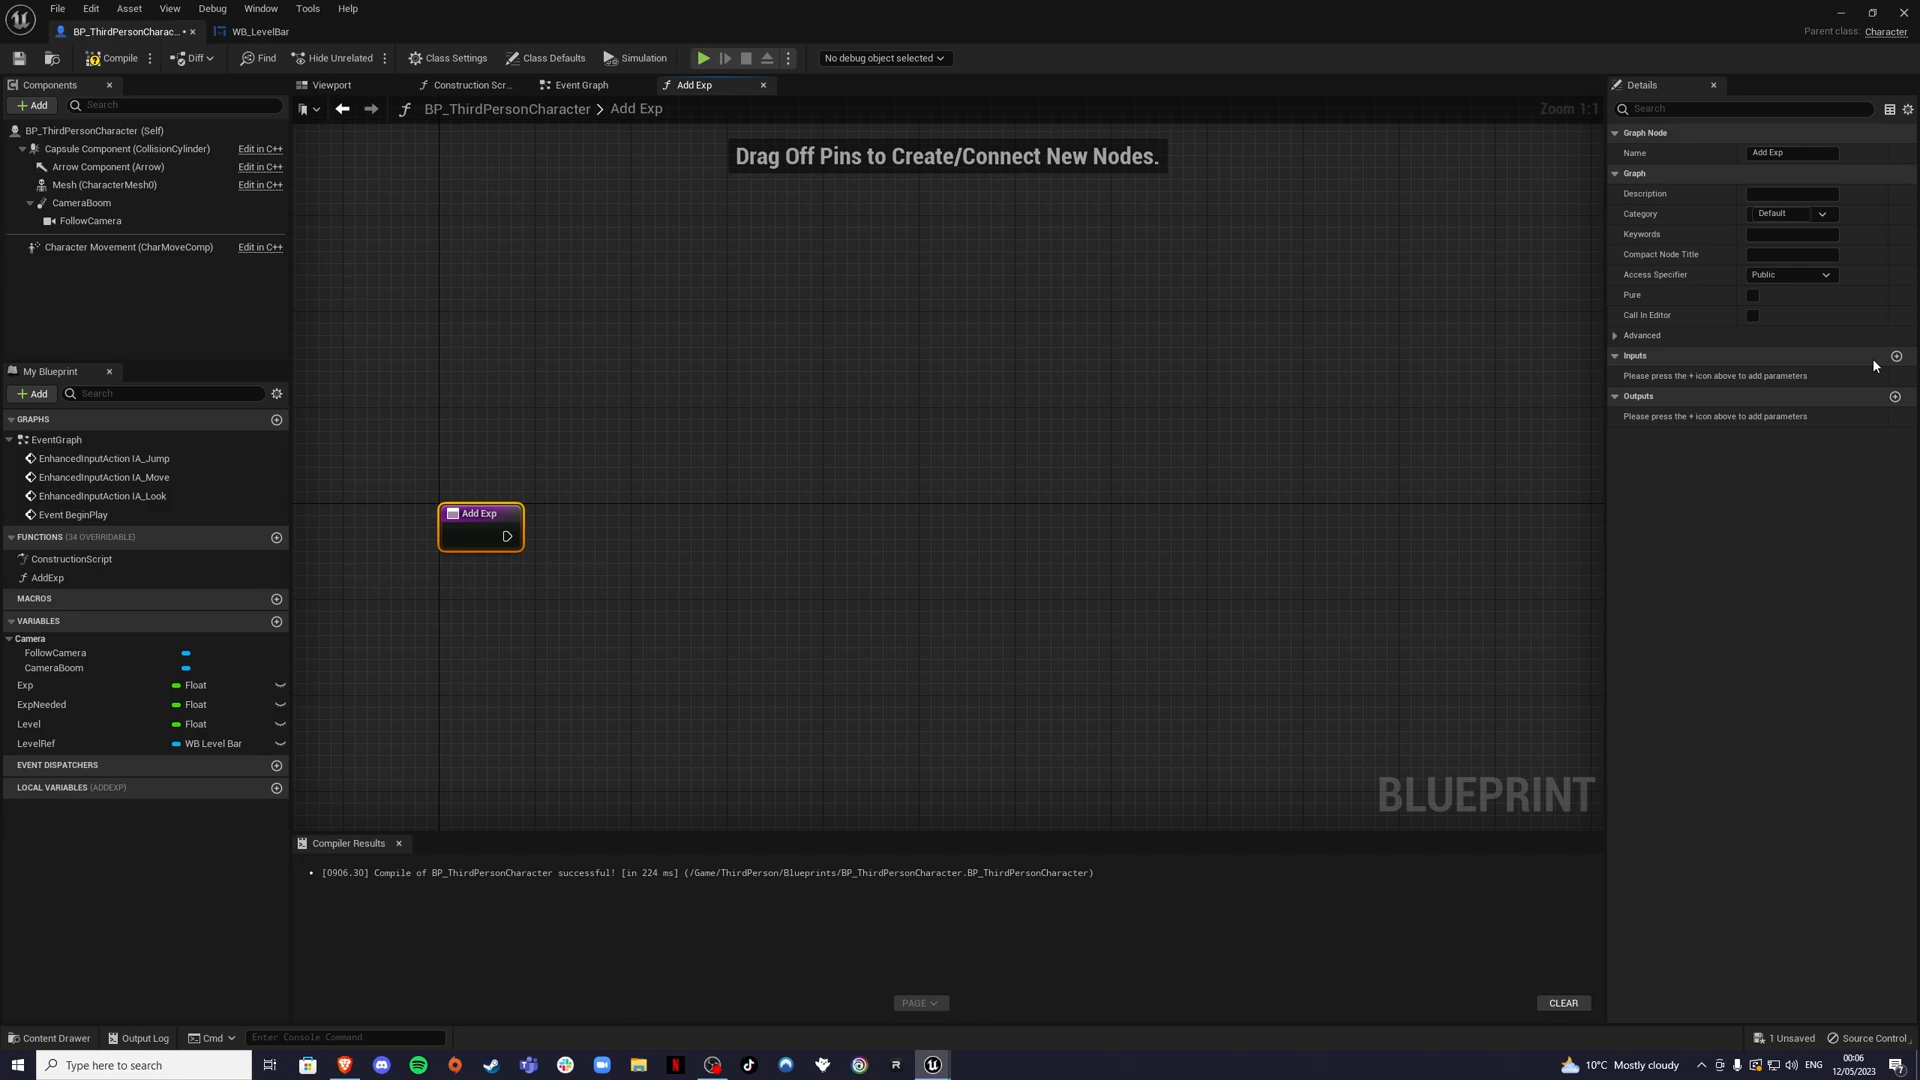 File Edit Asset View Debug Window Tools Help
BP_ThirdPersonCharac... • WB_LevelBar
Parent class: Character
Compile Diff Find Hide Unrelated Class Settings Class Defaults Simulation No debug object selected
Components
Add Search
BP_ThirdPersonCharacter (Self)
Capsule Component (CollisionCylinder) Edit in C++
Arrow Component (Arrow) Edit in C++
Mesh (CharacterMesh0) Edit in C++
CameraBoom
FollowCamera
Character Movement (CharMoveComp) Edit in C++
My Blueprint
Add Search
GRAPHS
EventGraph
EnhancedInputAction IA_Jump
EnhancedInputAction IA_Move
EnhancedInputAction IA_Look
Event BeginPlay
FUNCTIONS (34 OVERRIDABLE)
ConstructionScript
AddExp
MACROS
VARIABLES
Camera
FollowCamera
CameraBoom
Exp Float
ExpNeeded Float
Level Float
LevelRef WB Level Bar
EVENT DISPATCHERS
LOCAL VARIABLES (ADDEXP)
Viewport Construction Scr... Event Graph Add Exp
BP_ThirdPersonCharacter > Add Exp Zoom 1:1
Drag Off Pins to Create/Connect New Nodes.
Add Exp
BLUEPRINT
Compiler Results
[0906.30] Compile of BP_ThirdPersonCharacter successful! [in 224 ms] (/Game/ThirdPerson/Blueprints/BP_ThirdPersonCharacter.BP_ThirdPersonCharacter)
PAGE CLEAR
Details
Search
Graph Node
Name Add Exp
Graph
Description
Category Default
Keywords
Compact Node Title
Access Specifier Public
Pure
Call In Editor
Advanced
Inputs
Please press the + icon above to add parameters
Outputs
Please press the + icon above to add parameters
Content Drawer Output Log Cmd Enter Console Command 1 Unsaved Source Control
Type here to search 10°C Mostly cloudy ENG 00:06
12/05/2023